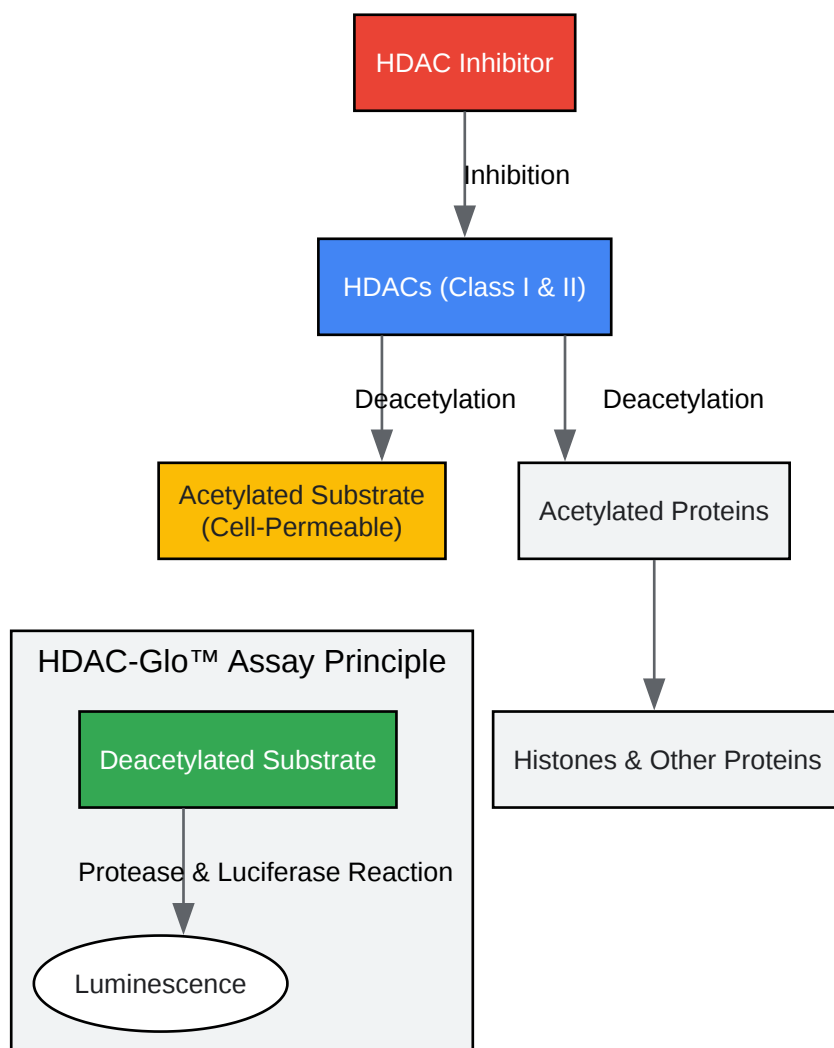 HDAC Inhibitor
Inhibition
HDACs (Class I & II)
Deacetylation
Deacetylation
Acetylated Substrate
(Cell-Permeable)
Acetylated Proteins
HDAC-Glo™ Assay Principle
Deacetylated Substrate
Histones & Other Proteins
Protease & Luciferase Reaction
Luminescence